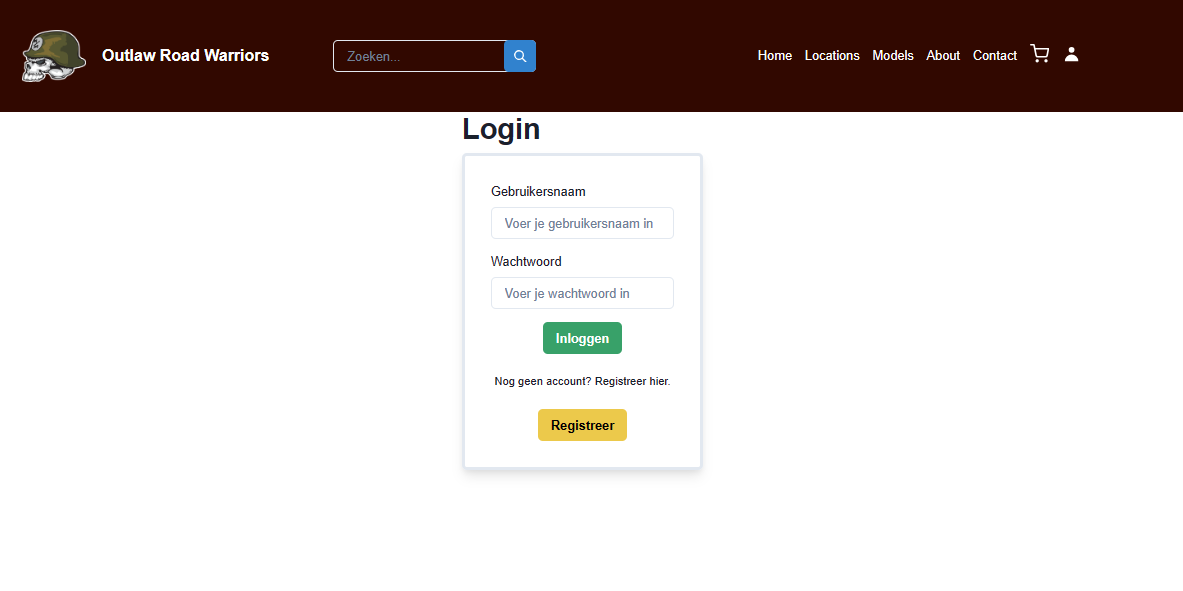 Outlaw Road Warriors
Zoeken...
Home Locations Models About Contact
Login
Gebruikersnaam
Voer je gebruikersnaam in
Wachtwoord
Voer je wachtwoord in
Inloggen
Nog geen account? Registreer hier.
Registreer